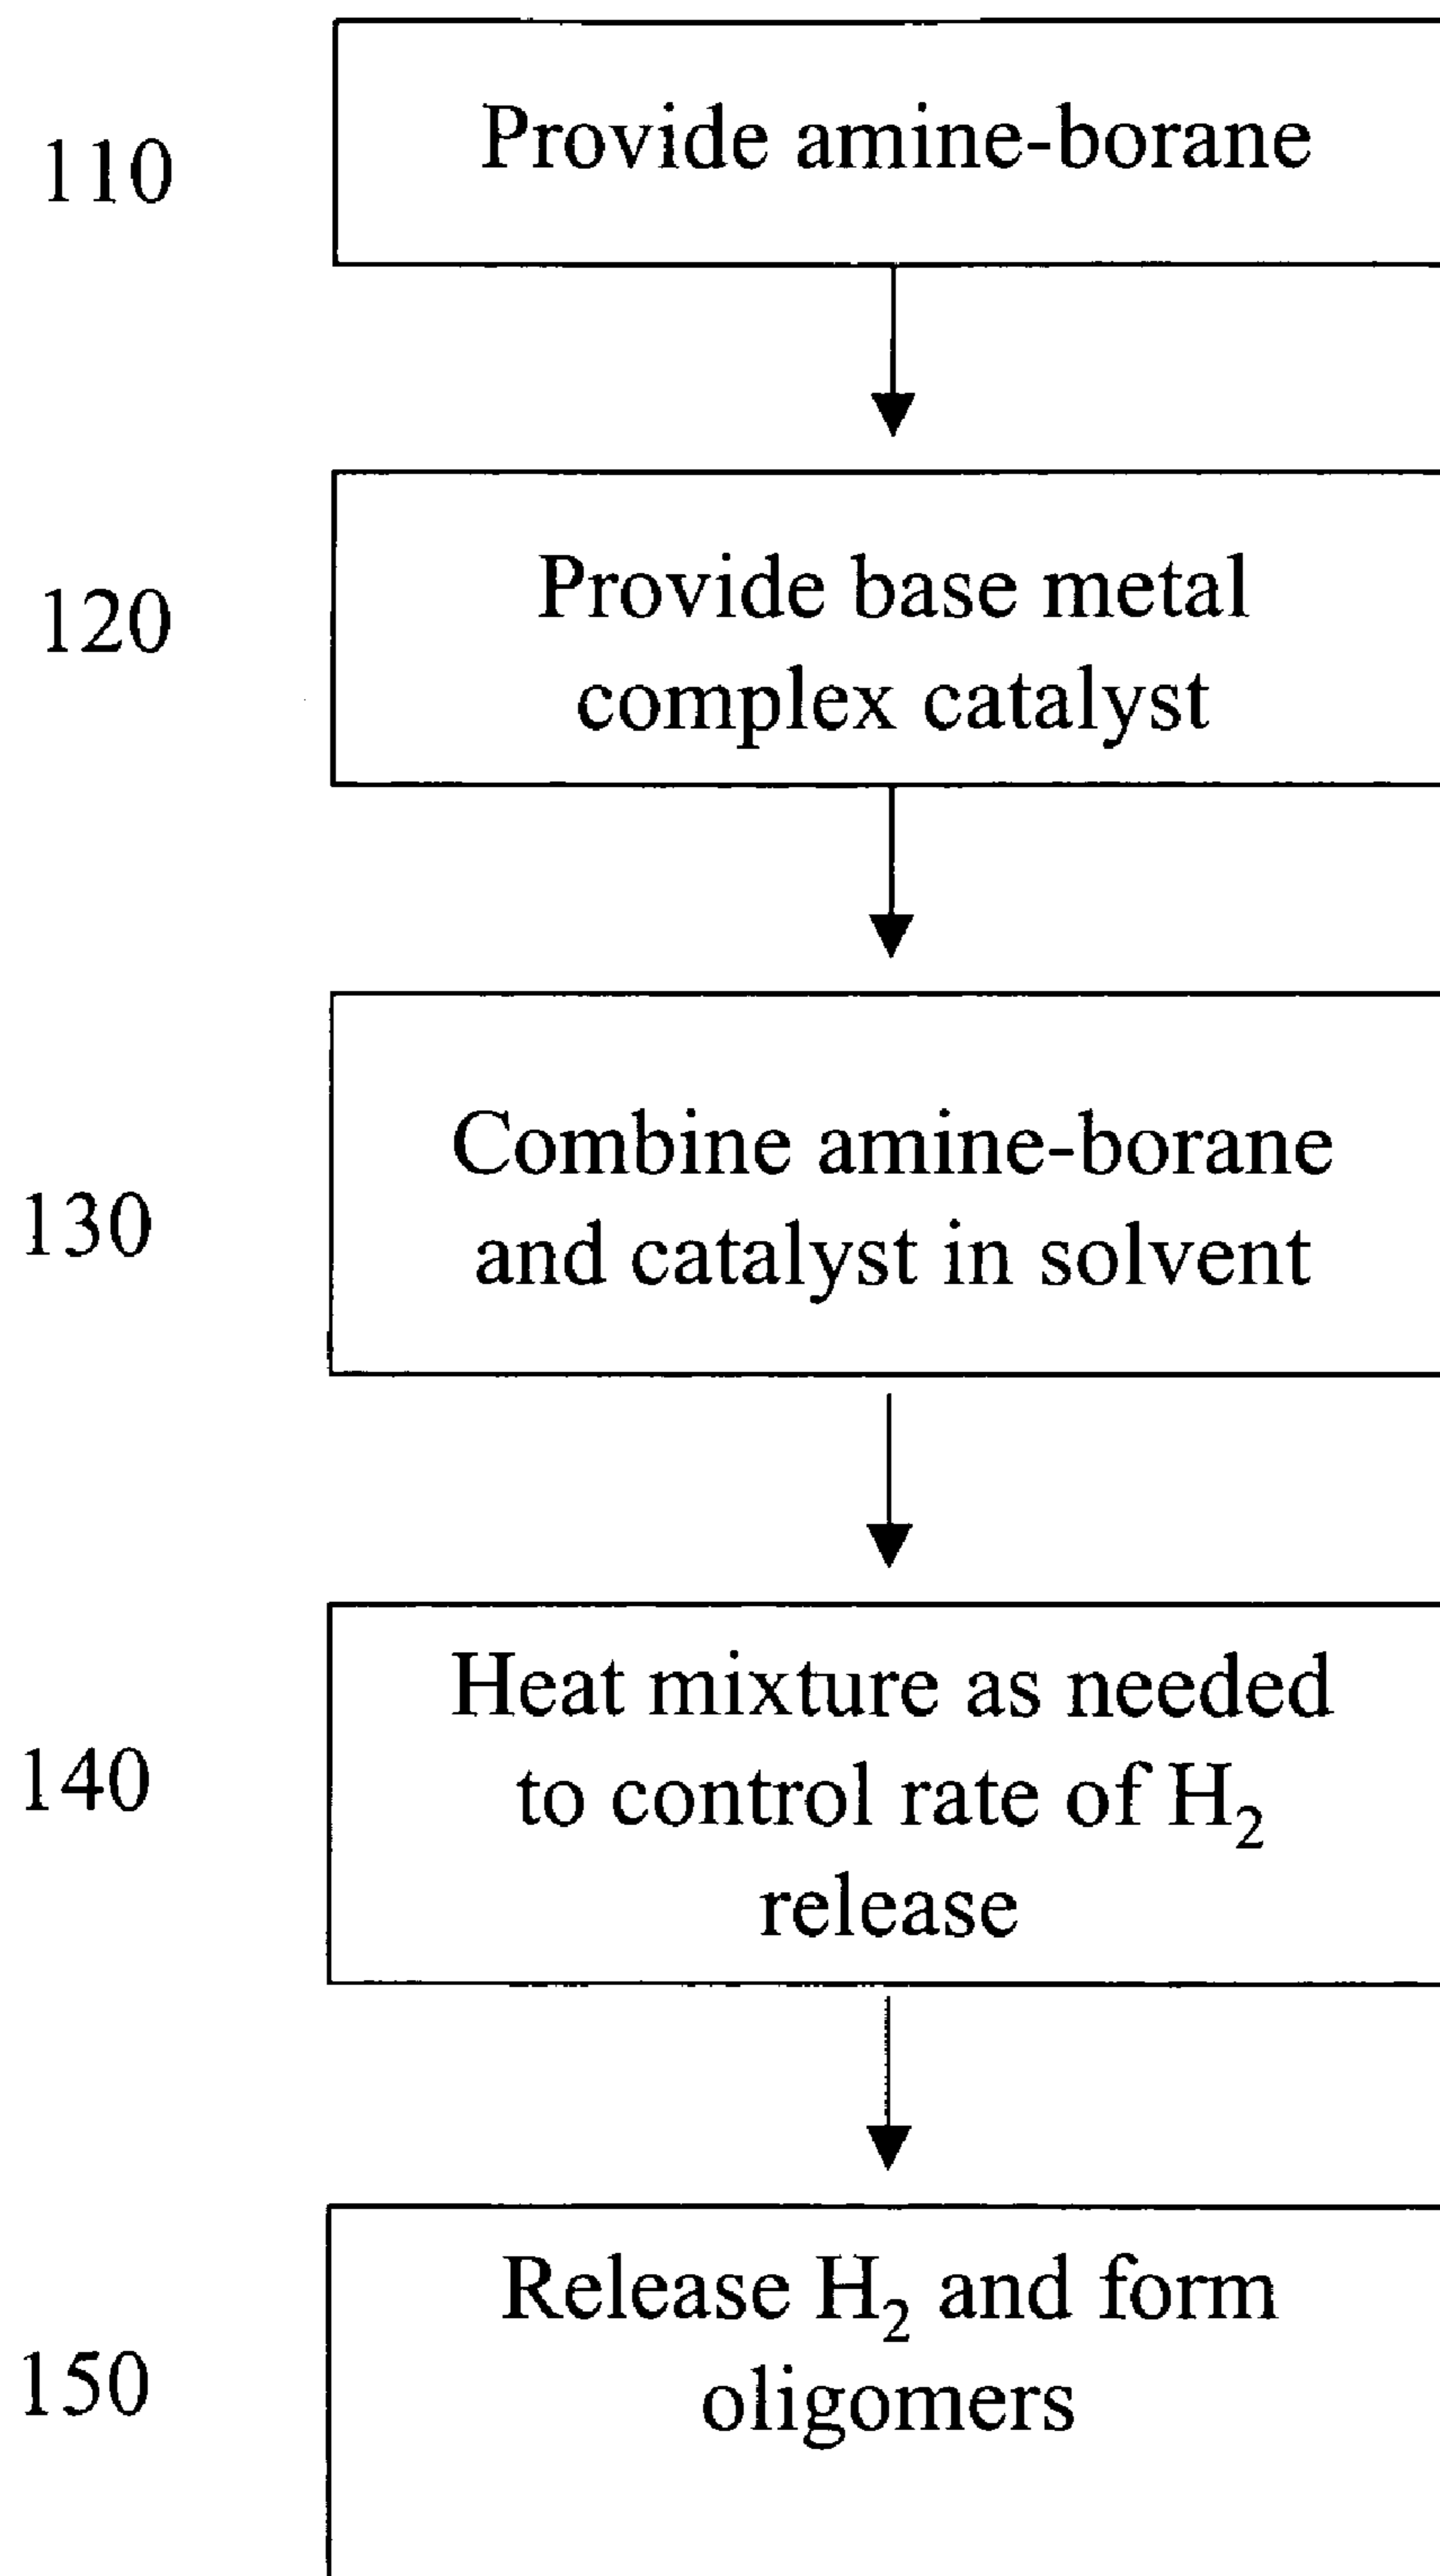 110
Provide amine-borane
120
Provide base metal
complex catalyst
130
Combine amine-borane
and catalyst in solvent
140
Heat mixture as needed
to control rate of H₂
release
150
Release H₂ and form
oligomers